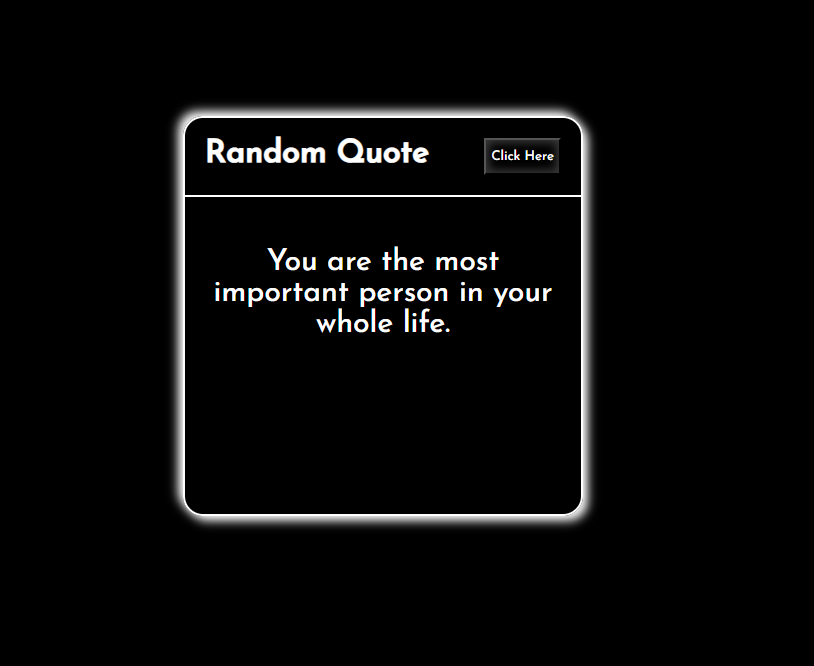 Random Quote
Click Here
You are the most
important person in your
whole life.